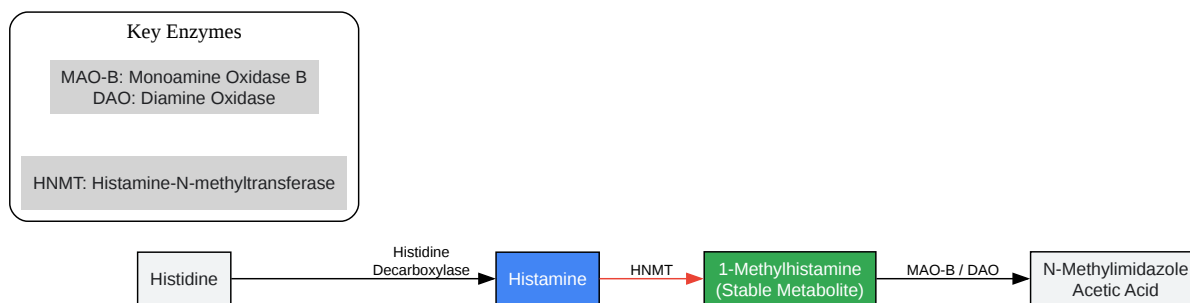 Key Enzymes
MAO-B: Monoamine Oxidase B
DAO: Diamine Oxidase
HNMT: Histamine-N-methyltransferase
Histidine
Histidine
Decarboxylase
Histamine
HNMT
1-Methylhistamine
(Stable Metabolite)
MAO-B / DAO
N-Methylimidazole
Acetic Acid